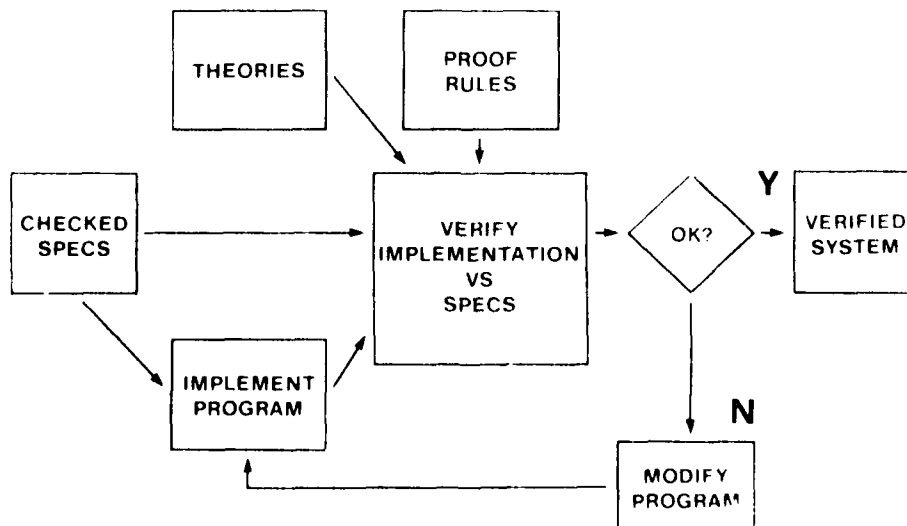 THEORIES
PROOF
RULES
CHECKED
SPECS
VERIFY
IMPLEMENTATION
VS
SPECS
OK?
Y
VERIFIED
SYSTEM
IMPLEMENT
PROGRAM
N
MODIFY
PROGRAM